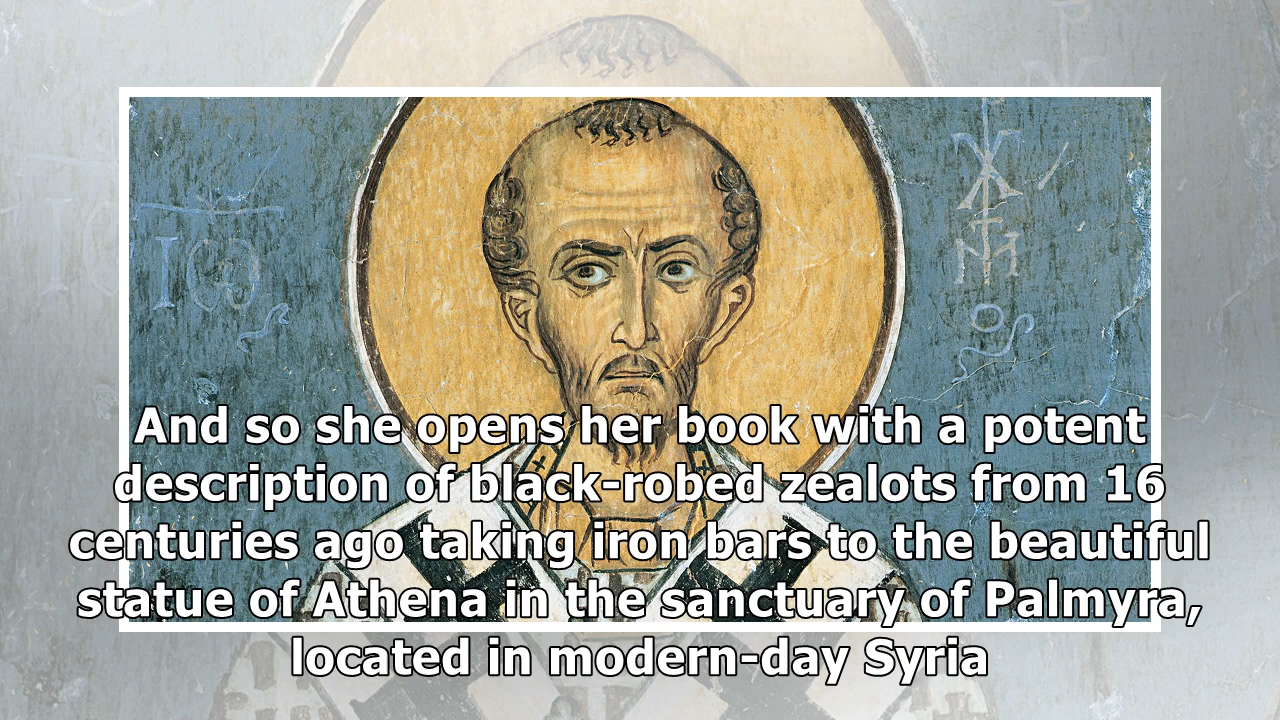 ΙΩ
And so she opens her book with a potent
description of black-robed zealots from 16
centuries ago taking iron bars to the beautiful
statue of Athena in the sanctuary of Palmyra,
located in modern-day Syria